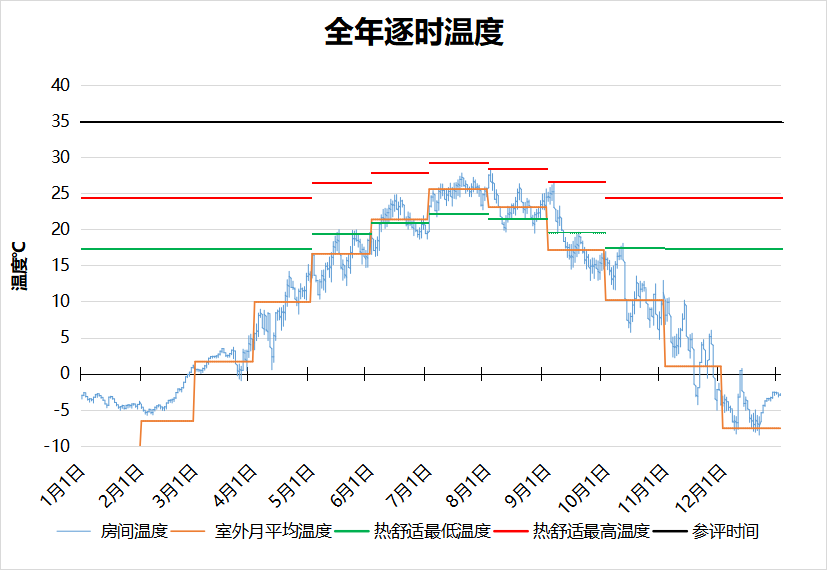 全年逐时温度
40
35
30
25
20
15
10
5
0
-5
-10
温度℃
1月1日
2月1日
3月1日
4月1日
5月1日
6月1日
7月1日
8月1日
9月1日
10月1日
11月1日
12月1日
房间温度 室外月平均温度 热舒适最低温度 热舒适最高温度 参评时间